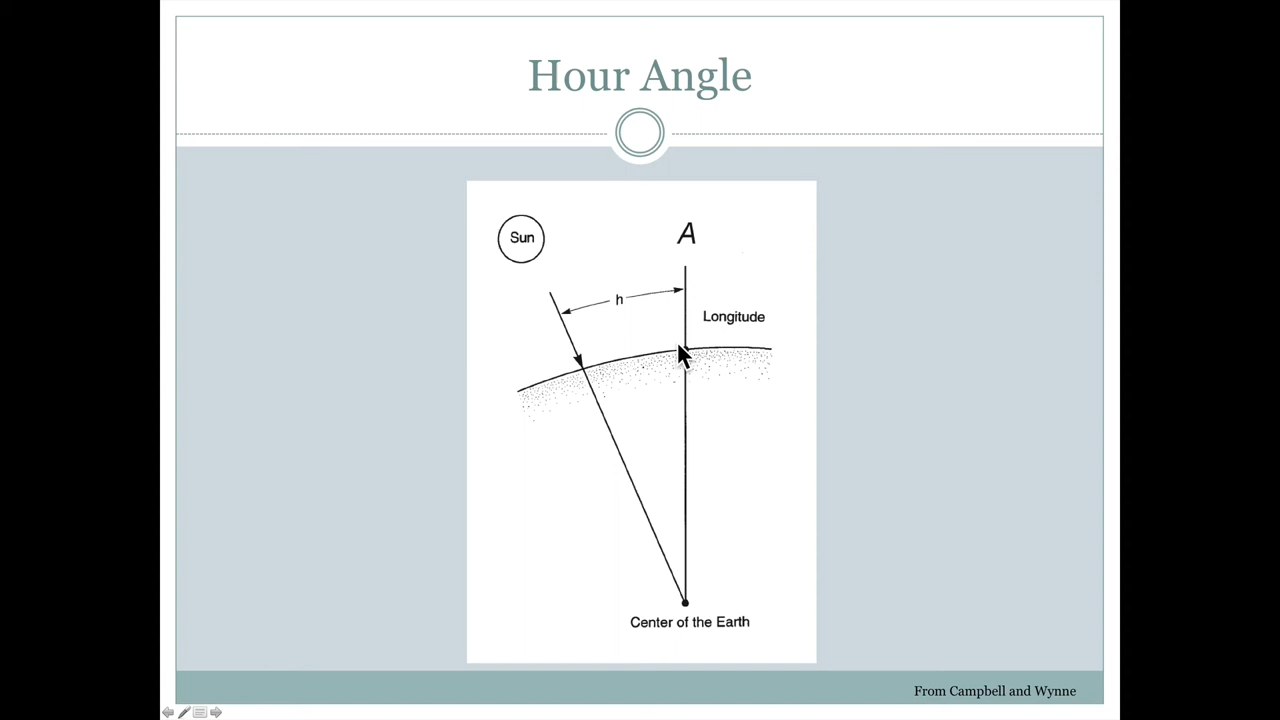 Hour Angle
Sun
A
h
Longitude
Center of the Earth
From Campbell and Wynne